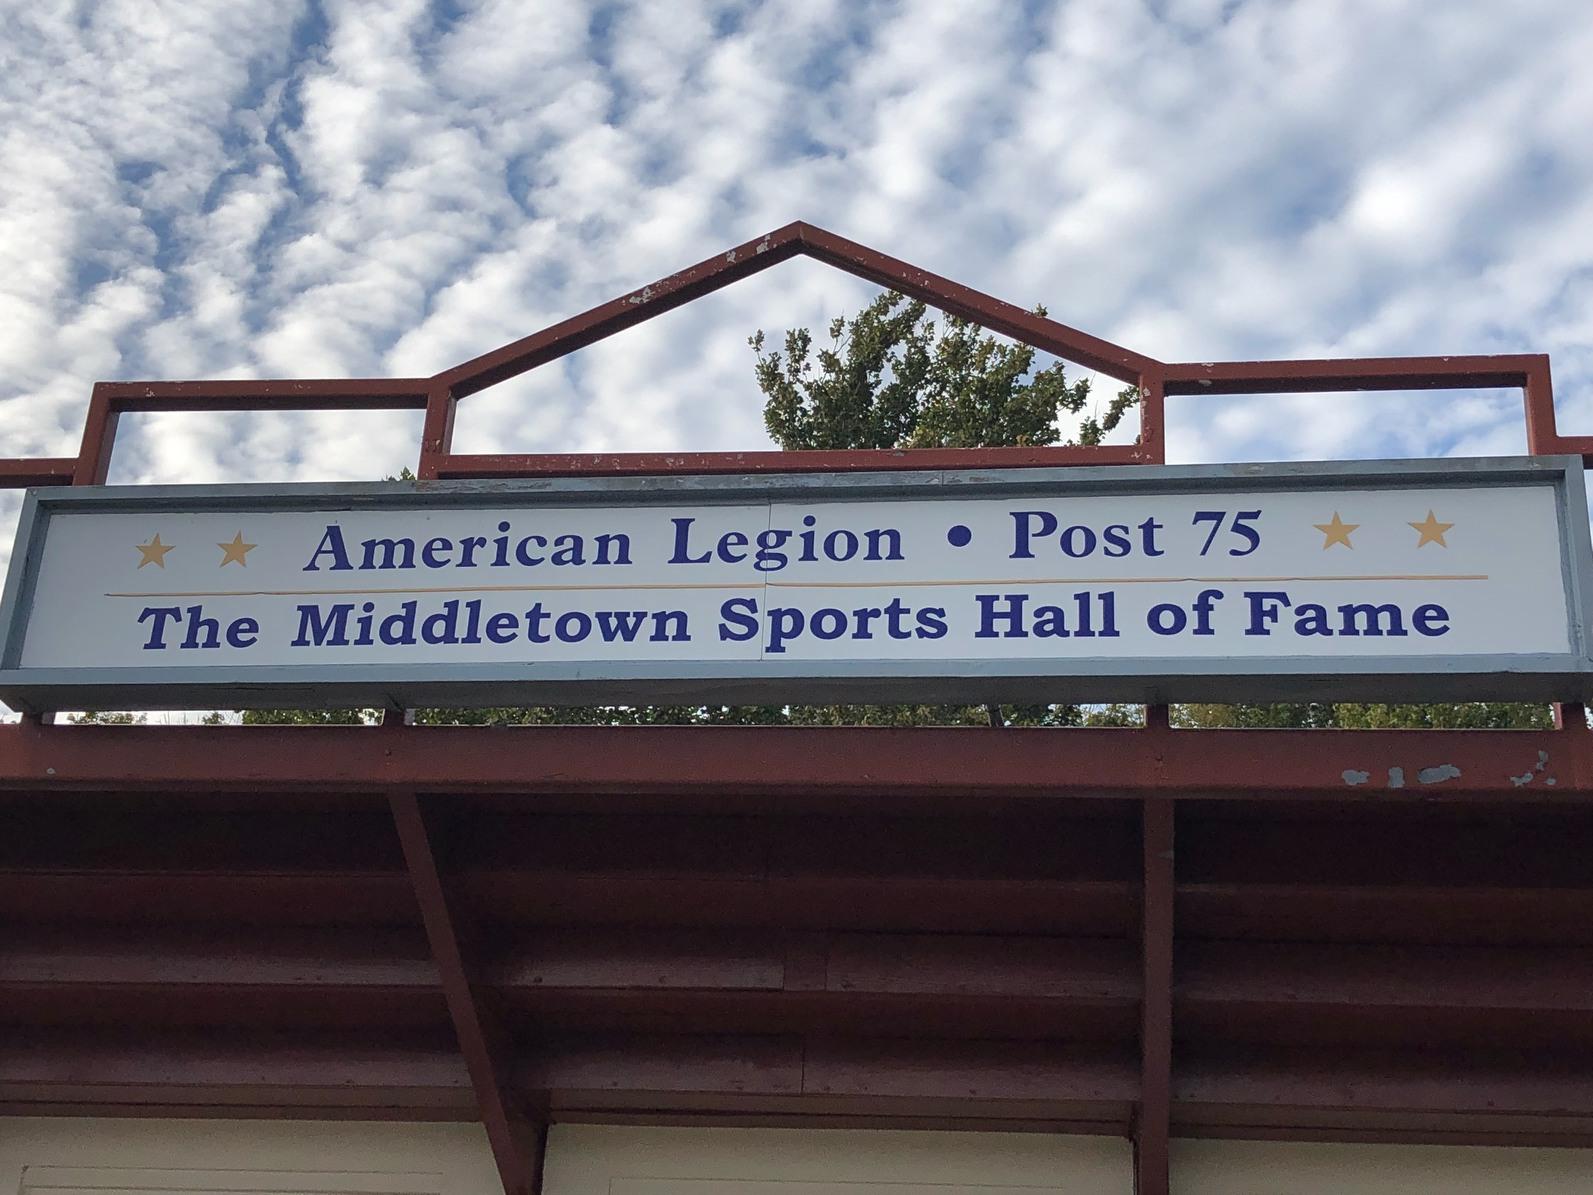 American Legion • Post 75
The Middletown Sports Hall of Fame